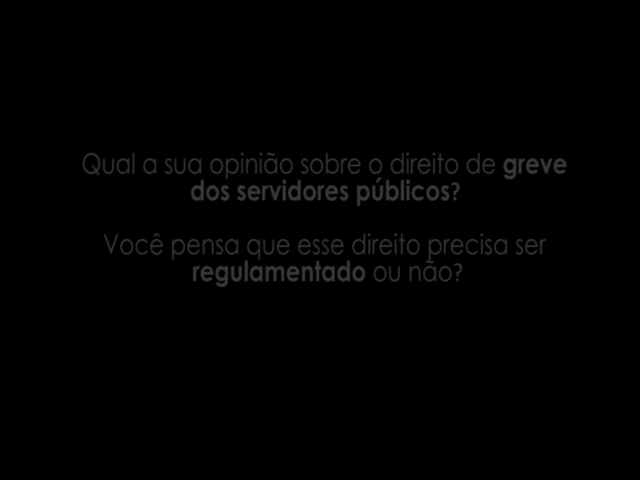 Qual a sua opinião sobre o direito de greve
dos servidores públicos?
Você pensa que esse direito precisa ser
regulamentado ou não?